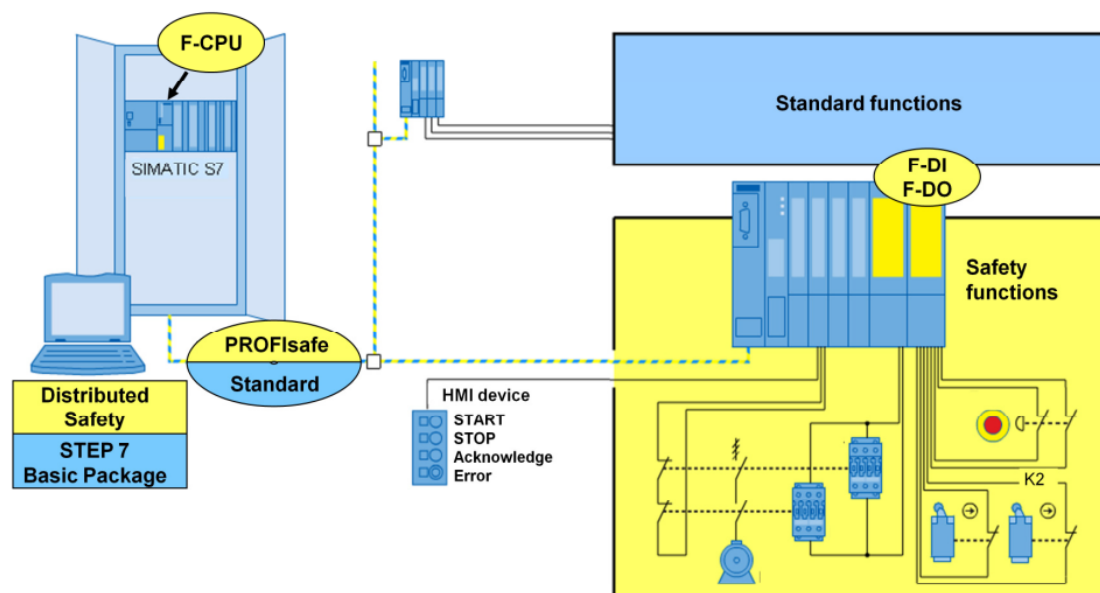 F-CPU
SIMATIC S7
Standard functions
F-DI
F-DO
Safety
functions
PROFIsafe
Standard
Distributed
Safety
STEP 7
Basic Package
HMI device
START
STOP
Acknowledge
Error
K2